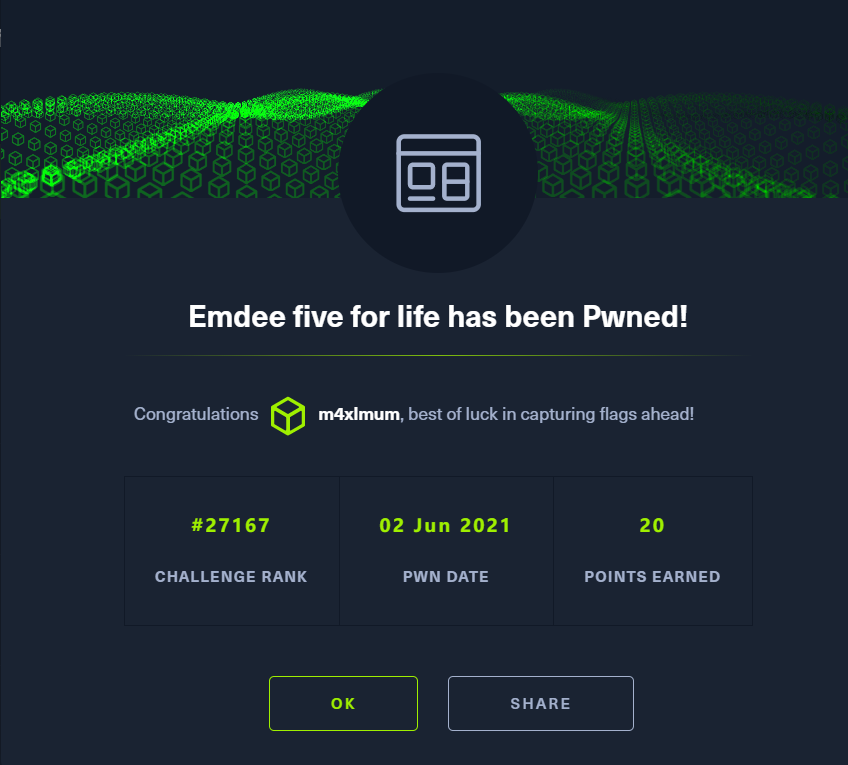 Emdee five for life has been Pwned!
Congratulations m4xImum, best of luck in capturing flags ahead!
#27167 02 Jun 2021 20
CHALLENGE RANK PWN DATE POINTS EARNED
OK SHARE